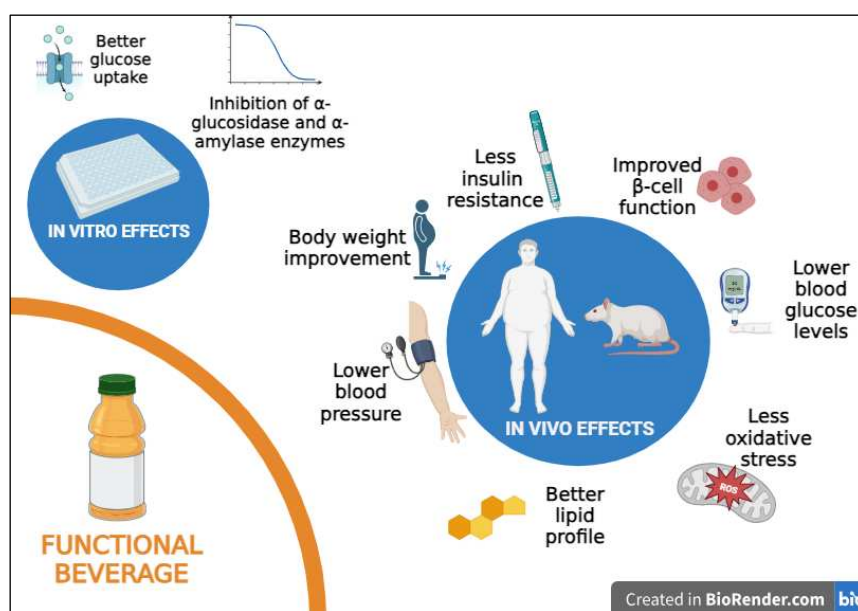 Better
glucose
uptake
Inhibition of α-
glucosidase and α-
amylase enzymes
IN VITRO EFFECTS
Less
insulin
resistance
Improved
β-cell
function
Body weight
improvement
Lower
blood
glucose
levels
Lower
blood
pressure
IN VIVO EFFECTS
Less
oxidative
stress
ROS
Better
lipid
profile
FUNCTIONAL
BEVERAGE
Created in BioRender.com